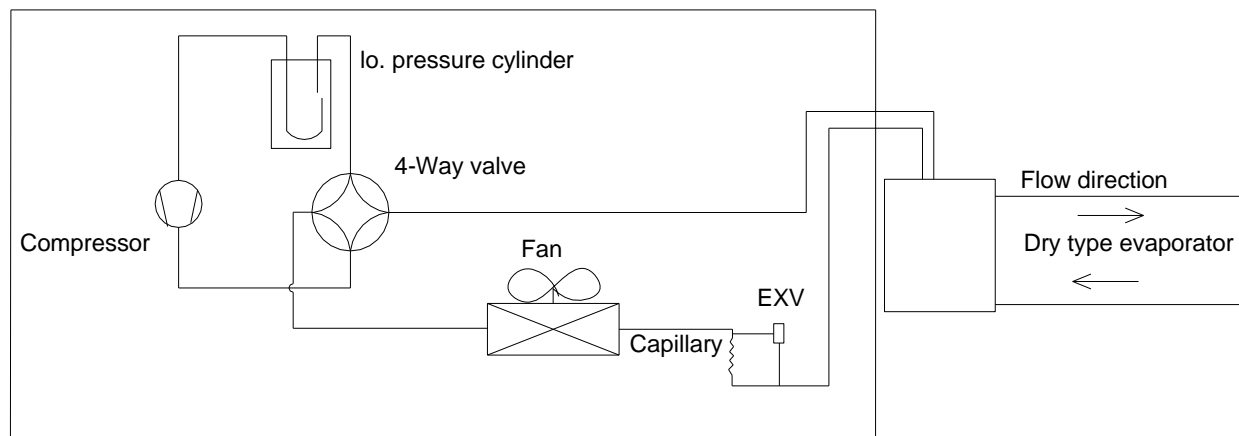 lo. pressure cylinder
4-Way valve
Flow direction
Compressor
Dry type evaporator
Fan
EXV
Capillary